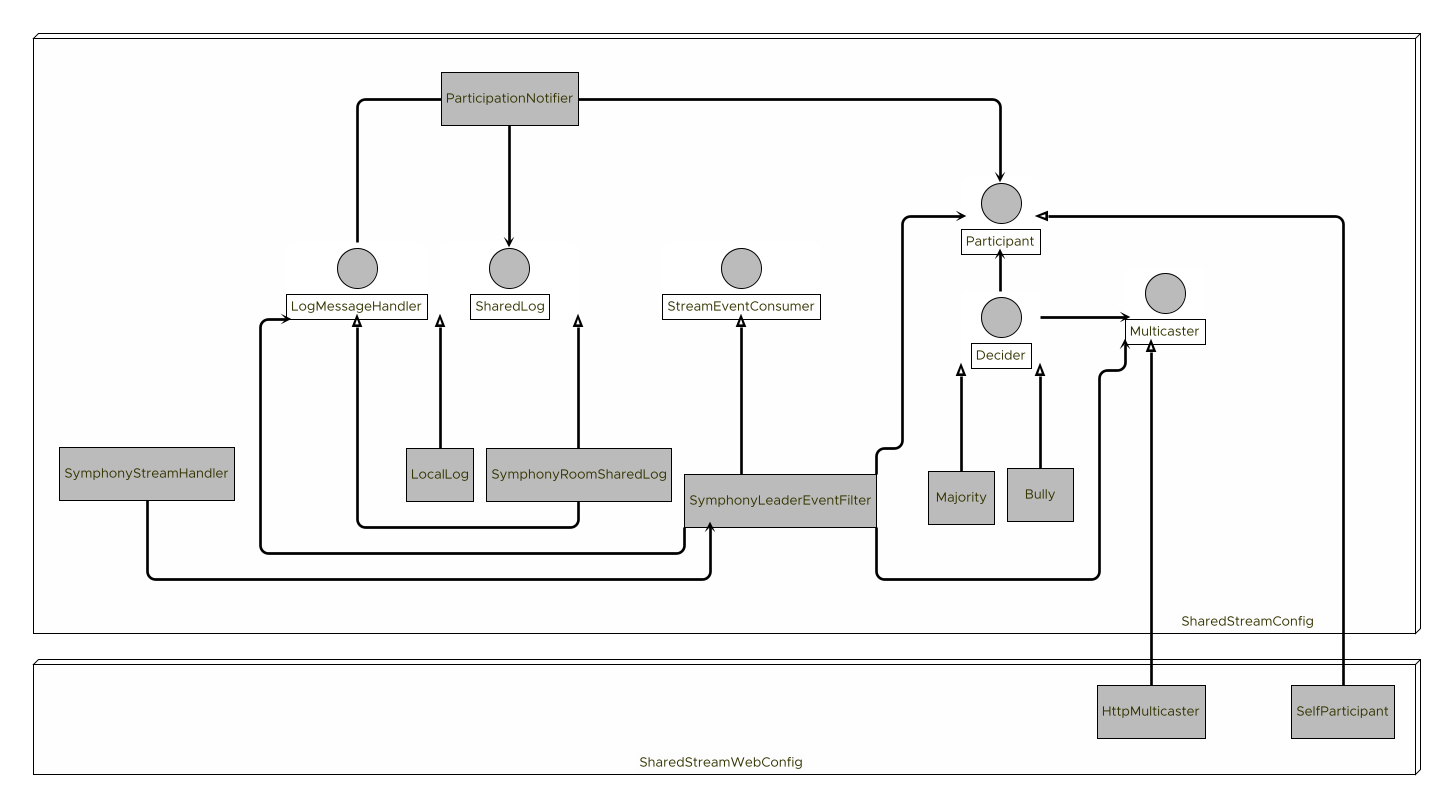 ParticipationNotifier
Participant
LogMessageHandler
SharedLog
StreamEventConsumer
Multicaster
Decider
SymphonyStreamHandler
LocalLog
SymphonyRoomSharedLog
SymphonyLeaderEventFilter
Majority
Bully
SharedStreamConfig
HttpMulticaster
SelfParticipant
SharedStreamWebConfig